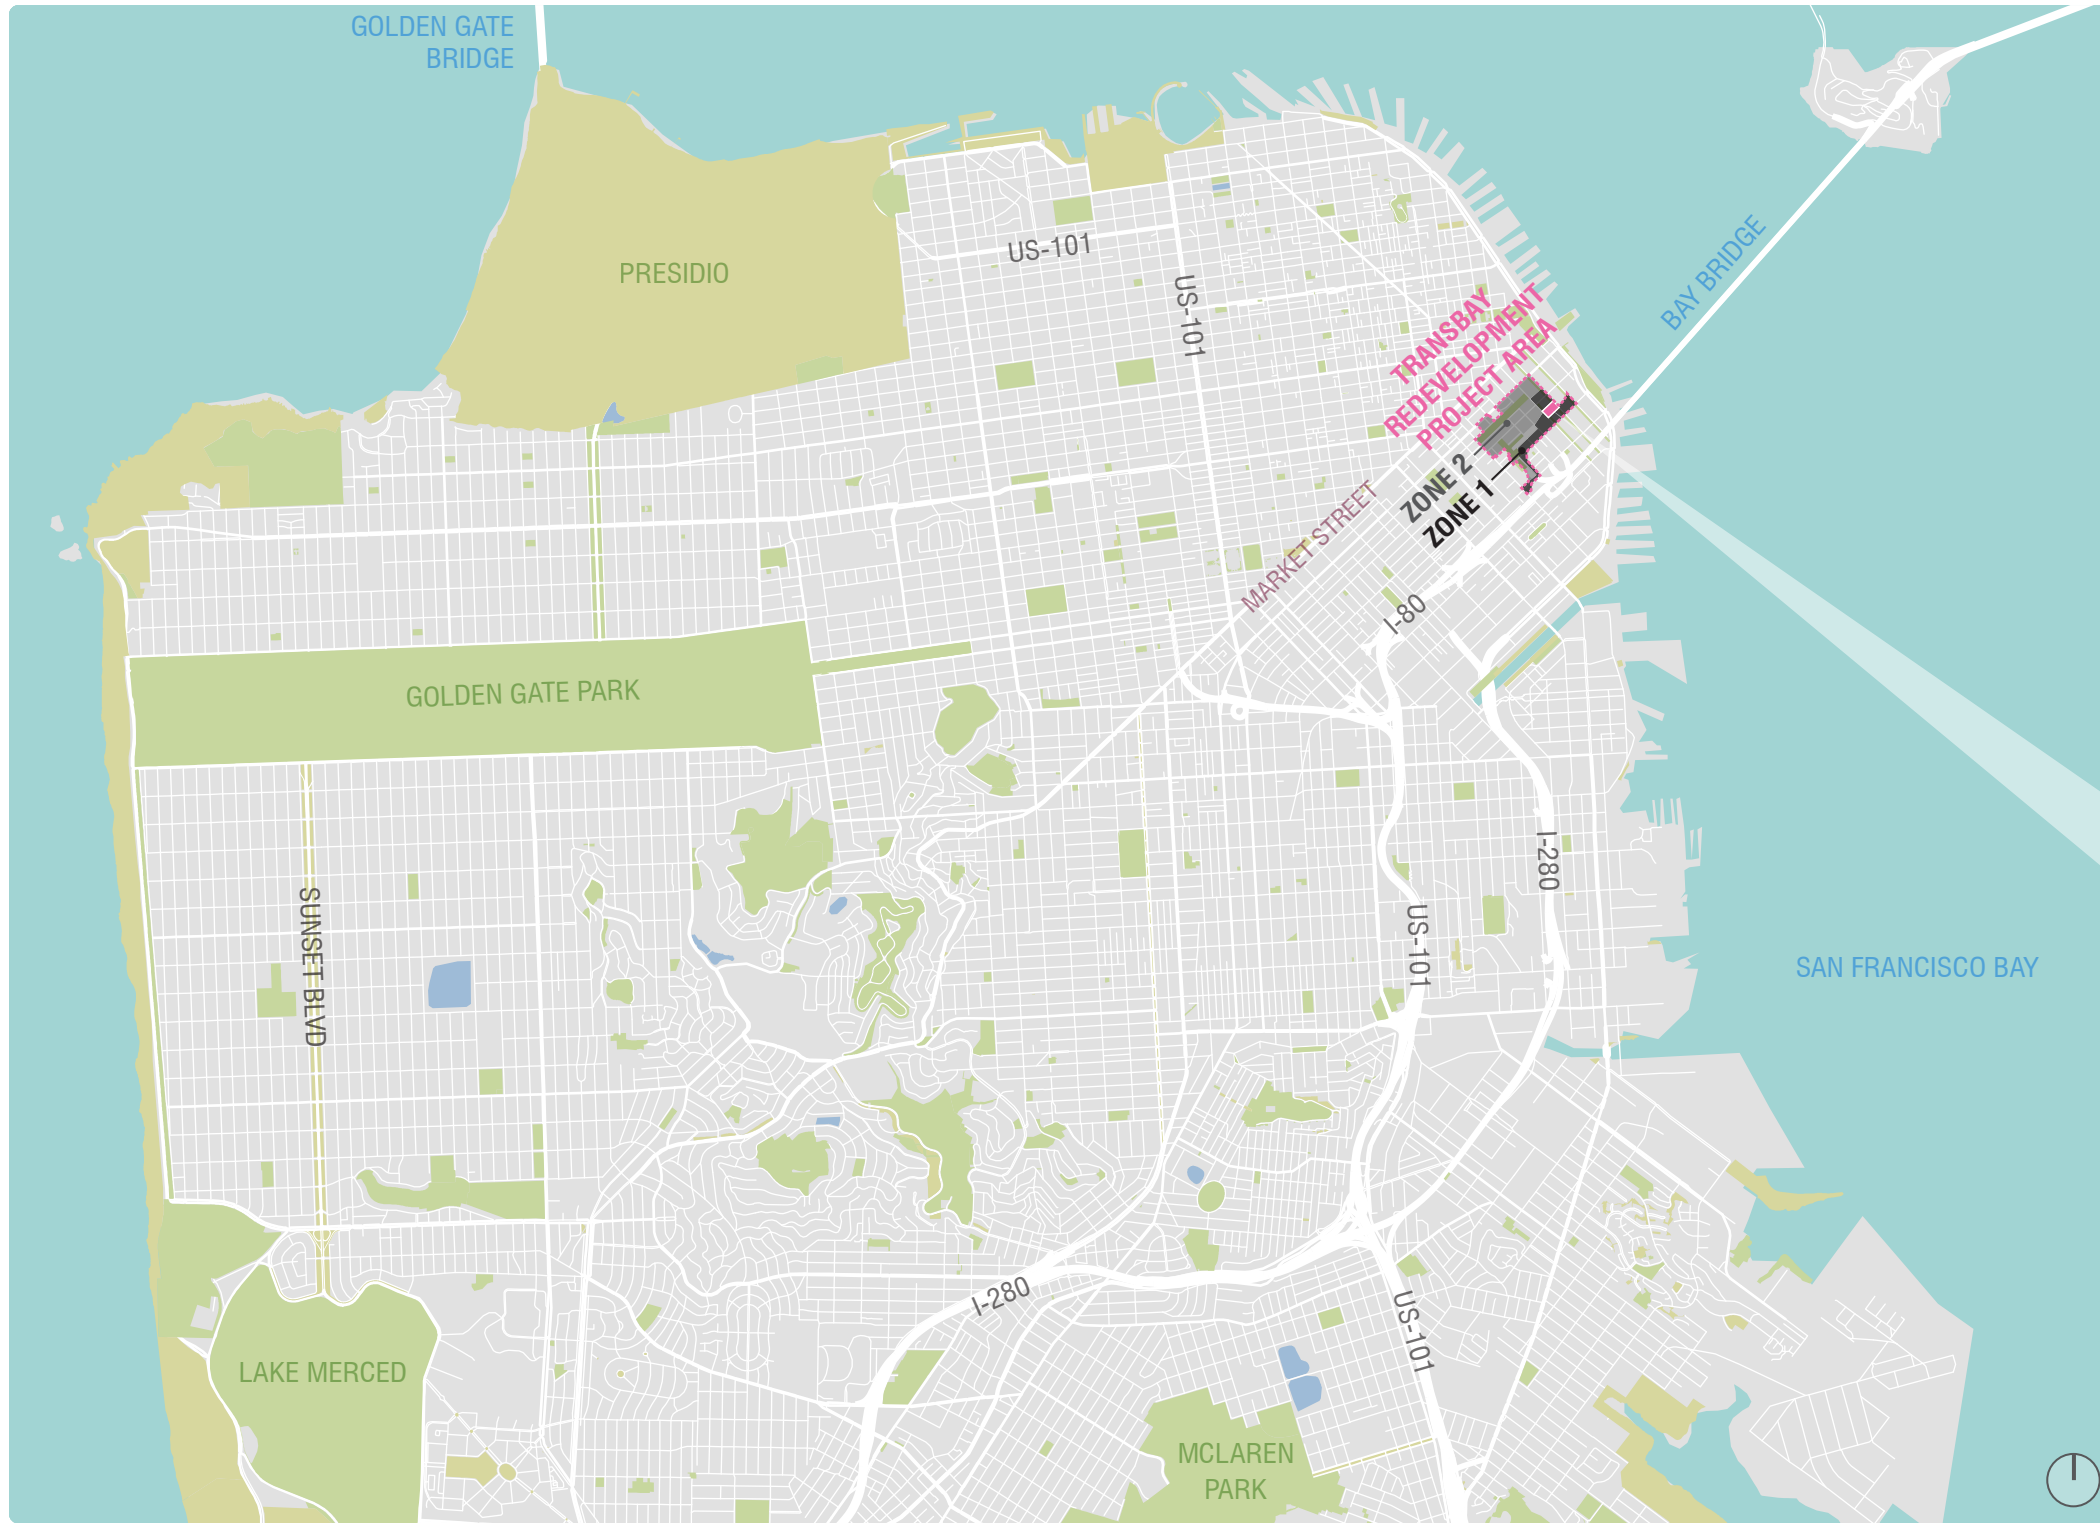 GOLDEN GATE
BRIDGE
PRESIDIO
US-101
US-101
BAY BRIDGE
TRANSBAY
REDEVELOPMENT
PROJECT AREA
ZONE 2
ZONE 1
MARKET STREET
I-80
GOLDEN GATE PARK
SUNSET BLVD
I-280
US-101
SAN FRANCISCO BAY
I-280
US-101
LAKE MERCED
MCLAREN
PARK